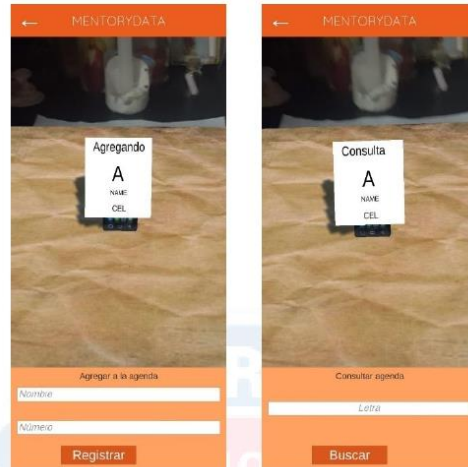 ← MENTORYDATA
Agregando
A
NAME
CEL
Agregar a la agenda
Nombre
Número
Registrar
← MENTORYDATA
Consulta
A
NAME
CEL
Consultar agenda
Letra
Buscar